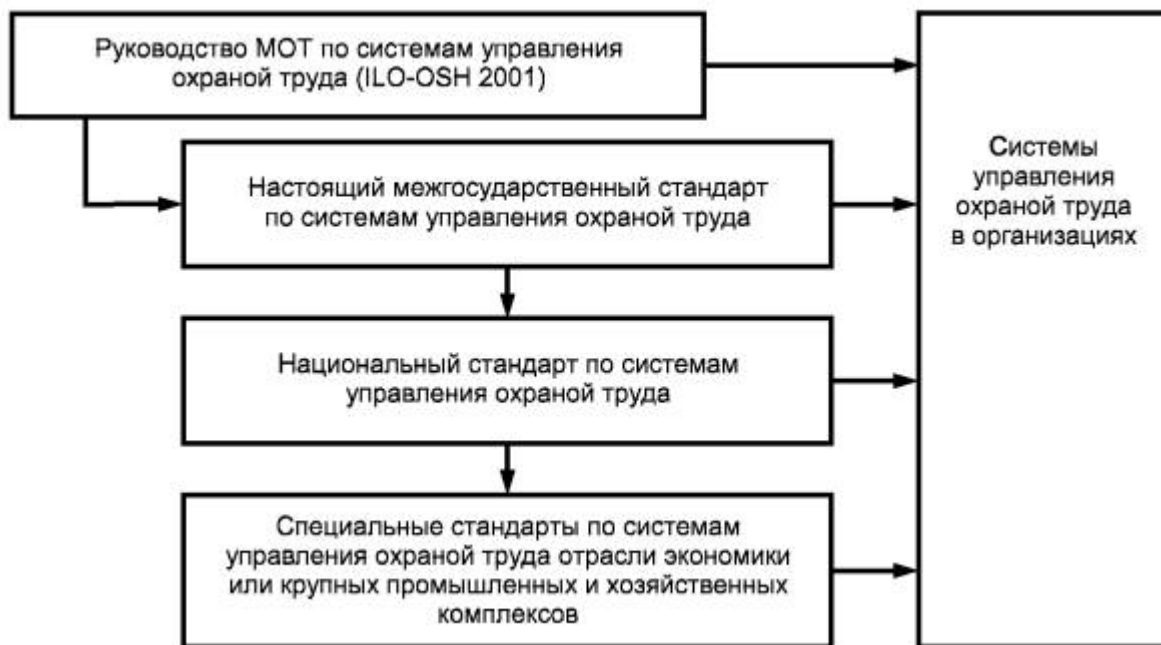 Руководство МОТ по системам управления
охраной труда (ILO-OSH 2001)
Настоящий межгосударственный стандарт
по системам управления охраной труда
Национальный стандарт по системам
управления охраной труда
Специальные стандарты по системам
управления охраной труда отрасли экономики
или крупных промышленных и хозяйственных
комплексов
Системы
управления
охраной труда
в организациях